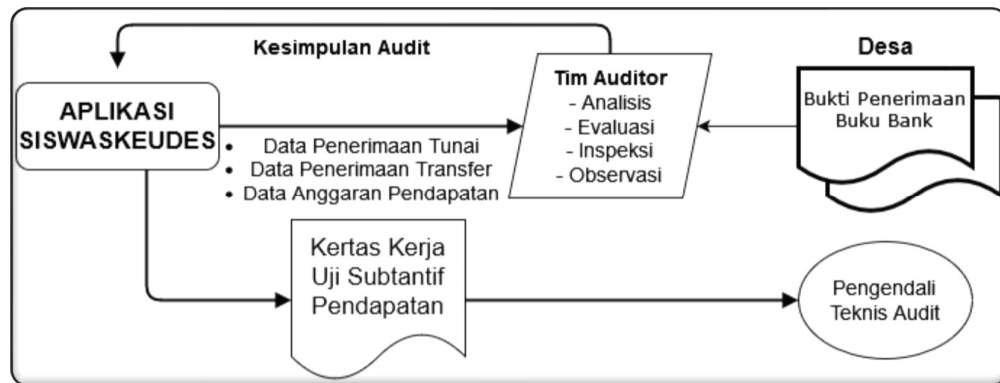 Kesimpulan Audit
APLIKASI
SISWASKEUDES
• Data Penerimaan Tunai
• Data Penerimaan Transfer
• Data Anggaran Pendapatan
Tim Auditor
- Analisis
- Evaluasi
- Inspeksi
- Observasi
Desa
Bukti Penerimaan
Buku Bank
Kertas Kerja
Uji Subtantif
Pendapatan
Pengendali
Teknis Audit